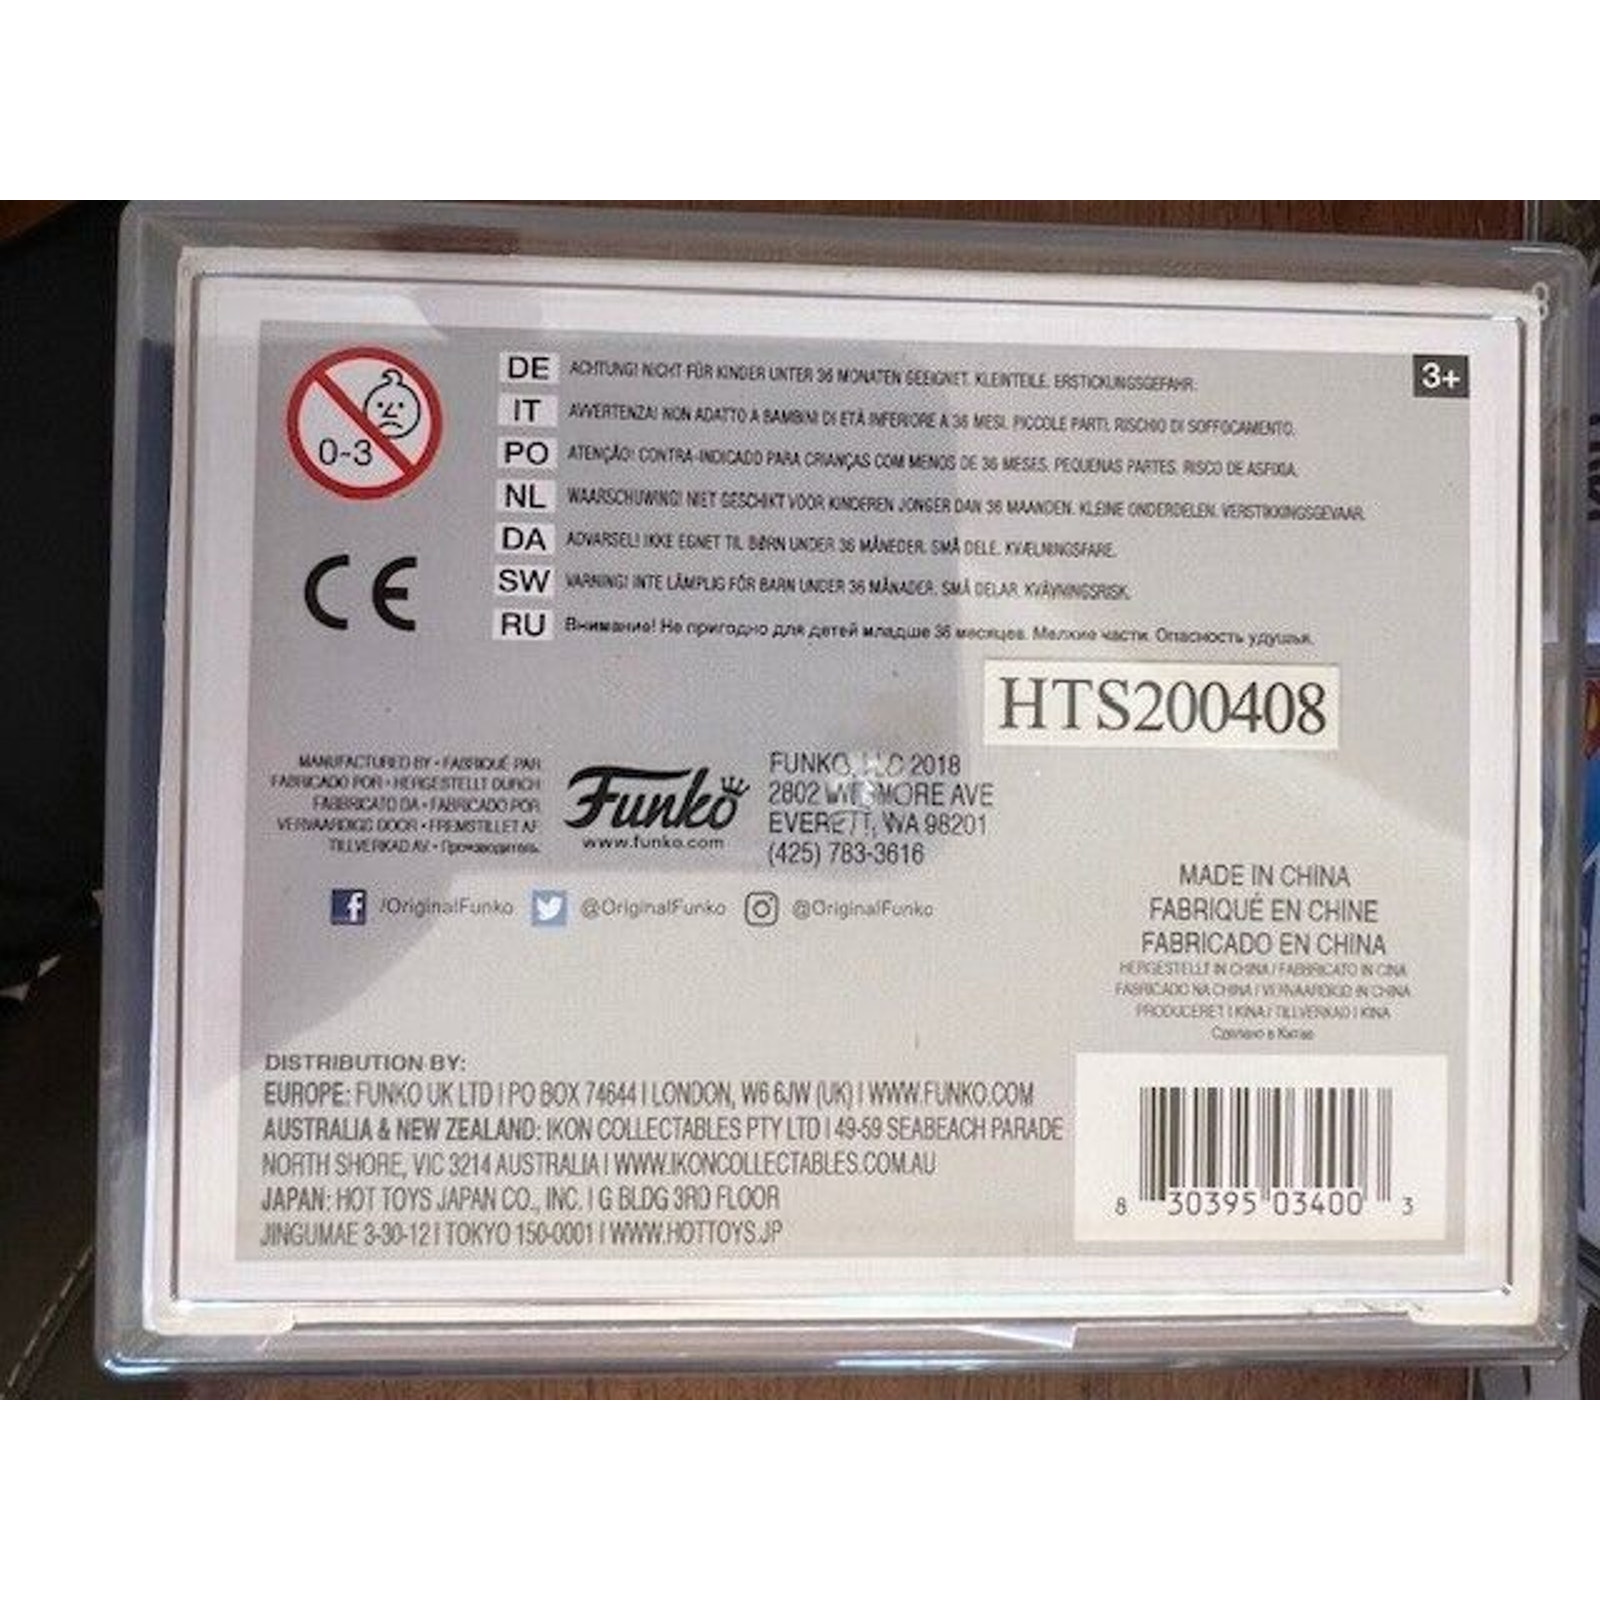 0-3
3+
DE ACHTUNG! NICHT FÜR KINDER UNTER 36 MONATEN GEEIGNET. KLEINTEILE. ERSTICKUNGSGEFAHR.
IT AVVERTENZA! NON ADATTO A BAMBINI DI ETÀ INFERIORE A 36 MESI. PICCOLE PARTI. RISCHIO DI SOFFOCAMENTO.
PO ATENÇÃO! CONTRA-INDICADO PARA CRIANÇAS COM MENOS DE 36 MESES. PEQUENAS PARTES. RISCO DE ASFIXIA.
NL WAARSCHUWING! NIET GESCHIKT VOOR KINDEREN JONGER DAN 36 MAANDEN. KLEINE ONDERDELEN. VERSTIKKINGSGEVAAR.
DA ADVARSEL! IKKE EGNET TIL BØRN UNDER 36 MÅNEDER. SMÅ DELE. KVÆLNINGSFARE.
SW VARNING! INTE LÄMPLIG FÖR BARN UNDER 36 MÅNADER. SMÅ DELAR. KVÄVNINGSRISK.
RU Внимание! Не пригодно для детей младше 36 месяцев. Мелкие части. Опасность удушья.
CE
HTS200408
MANUFACTURED BY • FABRIQUÉ PAR
FABRICADO POR • HERGESTELLT DURCH
FABBRICATO DA • FABRICADO POR
VERVAARDIGD DOOR • FREMSTILLET AF
TILLVERKAD AV • Производитель
Funko
www.funko.com
FUNKO, LLC 2018
2802 WETMORE AVE
EVERETT, WA 98201
(425) 783-3616
/OriginalFunko @OriginalFunko @OriginalFunko
MADE IN CHINA
FABRIQUÉ EN CHINE
FABRICADO EN CHINA
HERGESTELLT IN CHINA / FABBRICATO IN CINA
FABRICADO NA CHINA / VERVAARDIGD IN CHINA
PRODUCERET I KINA / TILLVERKAD I KINA
Сделано в Китае
DISTRIBUTION BY:
EUROPE: FUNKO UK LTD | PO BOX 74644 | LONDON, W6 6JW (UK) | WWW.FUNKO.COM
AUSTRALIA & NEW ZEALAND: IKON COLLECTABLES PTY LTD | 49-59 SEABEACH PARADE
NORTH SHORE, VIC 3214 AUSTRALIA | WWW.IKONCOLLECTABLES.COM.AU
JAPAN: HOT TOYS JAPAN CO., INC. | G BLDG 3RD FLOOR
JINGUMAE 3-30-12 | TOKYO 150-0001 | WWW.HOTTOYS.JP
8 30395 03400 3